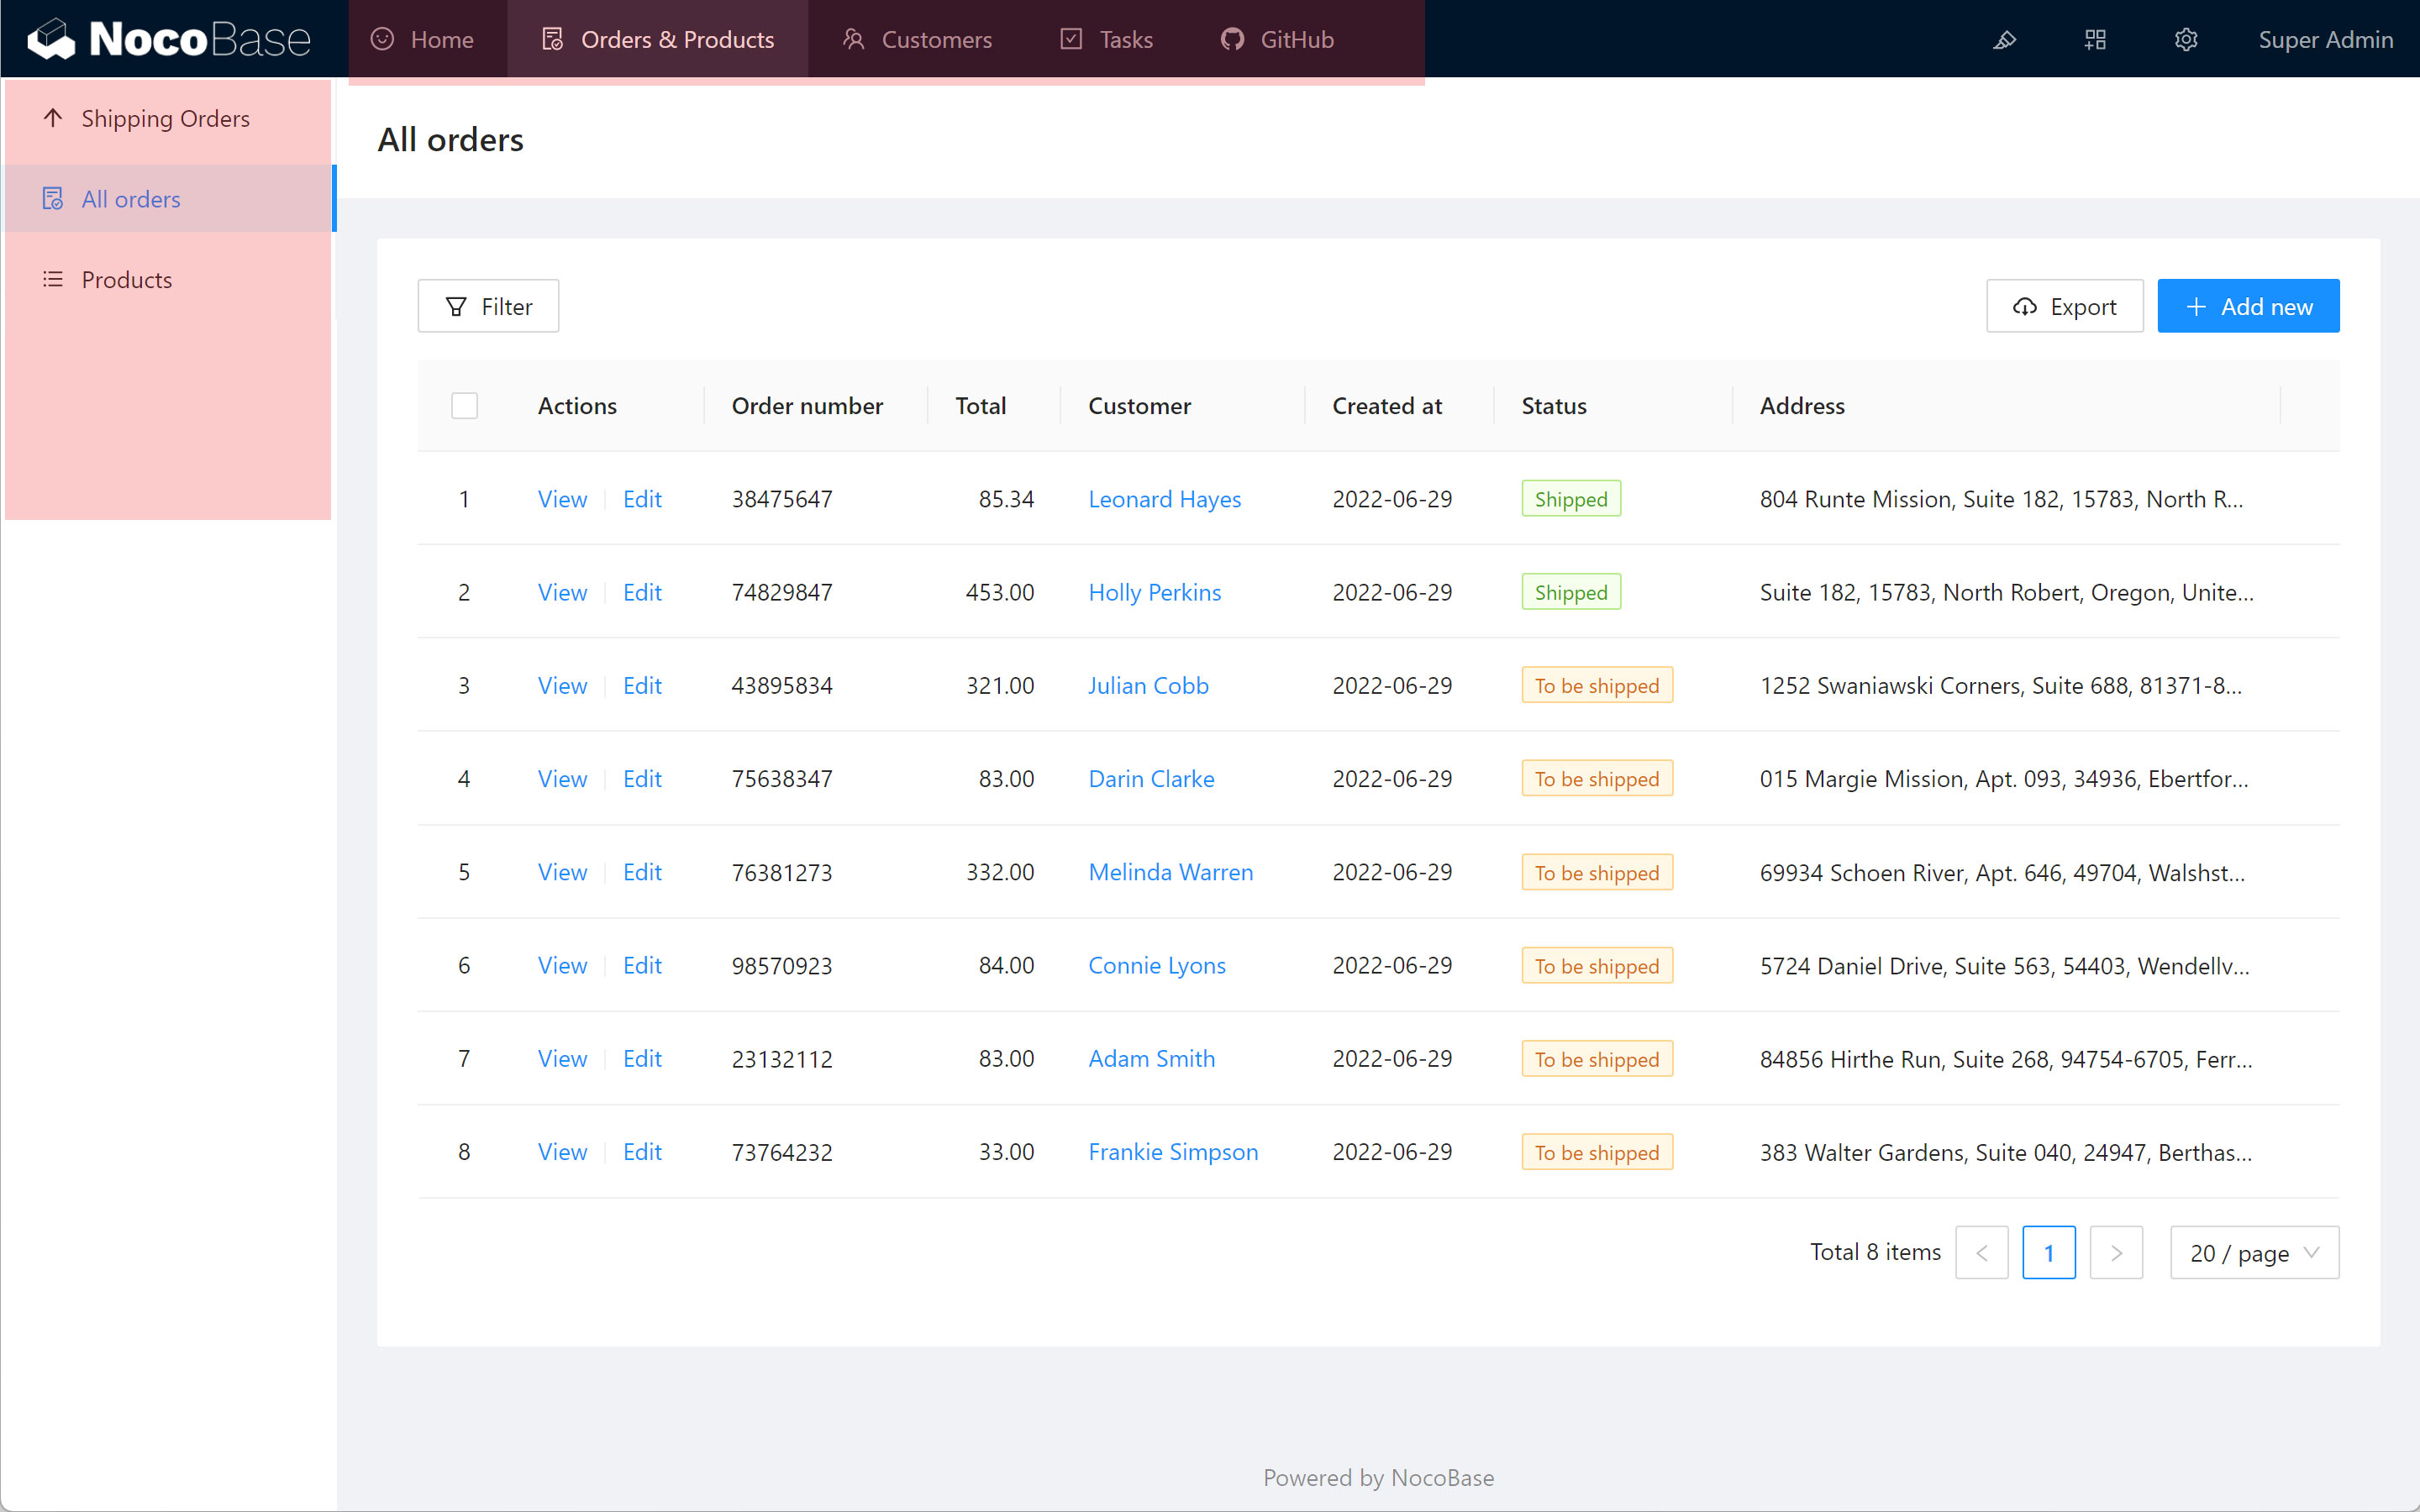 NocoBase Home Orders & Products Customers Tasks GitHub Super Admin
Shipping Orders
All orders
Products
All orders
Filter Export Add new
Actions Order number Total Customer Created at Status Address
1 View Edit 38475647 85.34 Leonard Hayes 2022-06-29 Shipped 804 Runte Mission, Suite 182, 15783, North R...
2 View Edit 74829847 453.00 Holly Perkins 2022-06-29 Shipped Suite 182, 15783, North Robert, Oregon, Unite...
3 View Edit 43895834 321.00 Julian Cobb 2022-06-29 To be shipped 1252 Swaniawski Corners, Suite 688, 81371-8...
4 View Edit 75638347 83.00 Darin Clarke 2022-06-29 To be shipped 015 Margie Mission, Apt. 093, 34936, Ebertfor...
5 View Edit 76381273 332.00 Melinda Warren 2022-06-29 To be shipped 69934 Schoen River, Apt. 646, 49704, Walshst...
6 View Edit 98570923 84.00 Connie Lyons 2022-06-29 To be shipped 5724 Daniel Drive, Suite 563, 54403, Wendellv...
7 View Edit 23132112 83.00 Adam Smith 2022-06-29 To be shipped 84856 Hirthe Run, Suite 268, 94754-6705, Ferr...
8 View Edit 73764232 33.00 Frankie Simpson 2022-06-29 To be shipped 383 Walter Gardens, Suite 040, 24947, Berthas...
Total 8 items < 1 > 20 / page
Powered by NocoBase